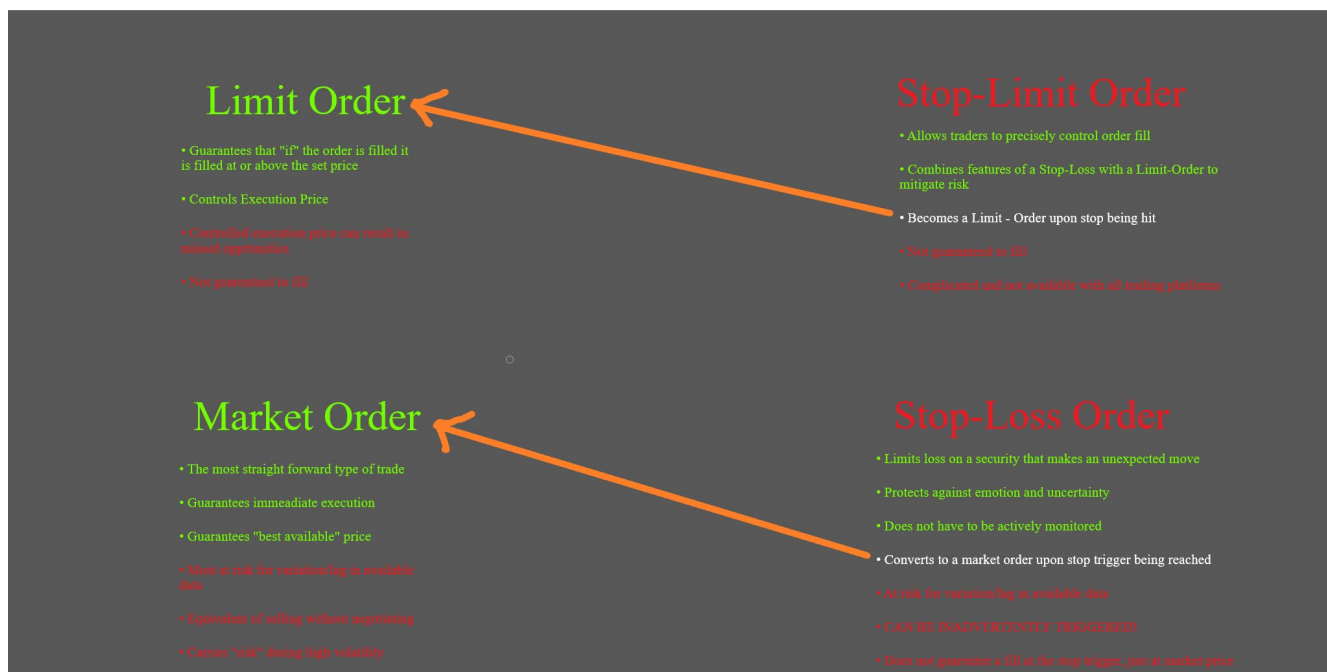 Limit Order
• Guarantees that "if" the order is filled it
is filled at or above the set price
• Controls Execution Price
• Controlled execution price can result in
missed opportunities
• Not guaranteed to fill
Stop-Limit Order
• Allows traders to precisely control order fill
• Combines features of a Stop-Loss with a Limit-Order to
mitigate risk
• Becomes a Limit - Order upon stop being hit
• Not guaranteed to fill
• Complicated and not available with all trading platforms
Market Order
• The most straight forward type of trade
• Guarantees immeadiate execution
• Guarantees "best available" price
• Most at risk for variation/lag in available
data
• Equivalent of selling without negotiating
• Carries "risk" during high volatility
Stop-Loss Order
• Limits loss on a security that makes an unexpected move
• Protects against emotion and uncertainty
• Does not have to be actively monitored
• Converts to a market order upon stop trigger being reached
• At risk for variation/lag in available data
• CAN BE INADVERTENTLY TRIGGERED!
• Does not guarantee a fill at the stop trigger, just at market price